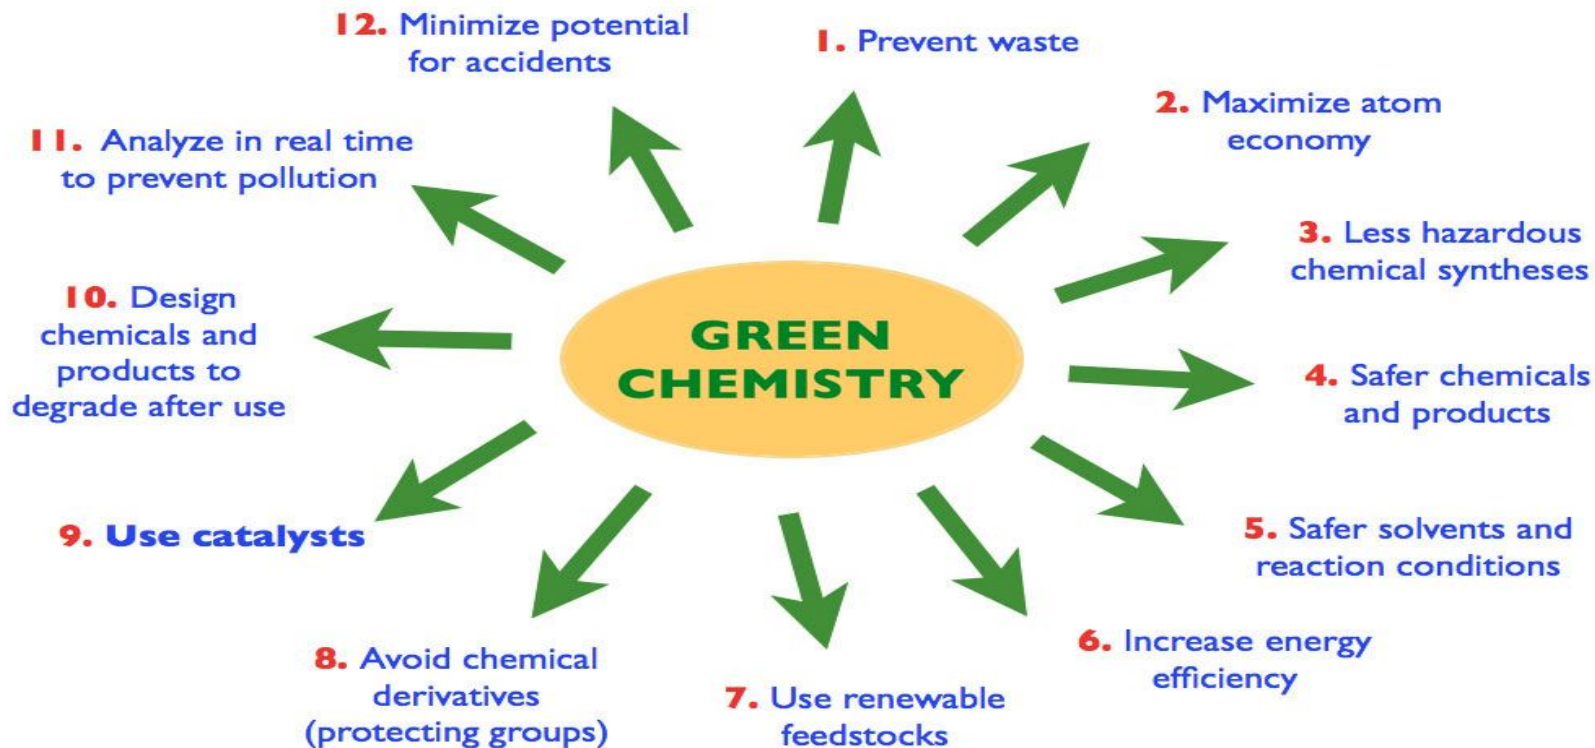 GREEN
CHEMISTRY
1. Prevent waste
2. Maximize atom
economy
3. Less hazardous
chemical syntheses
4. Safer chemicals
and products
5. Safer solvents and
reaction conditions
6. Increase energy
efficiency
7. Use renewable
feedstocks
8. Avoid chemical
derivatives
(protecting groups)
9. Use catalysts
10. Design
chemicals and
products to
degrade after use
11. Analyze in real time
to prevent pollution
12. Minimize potential
for accidents